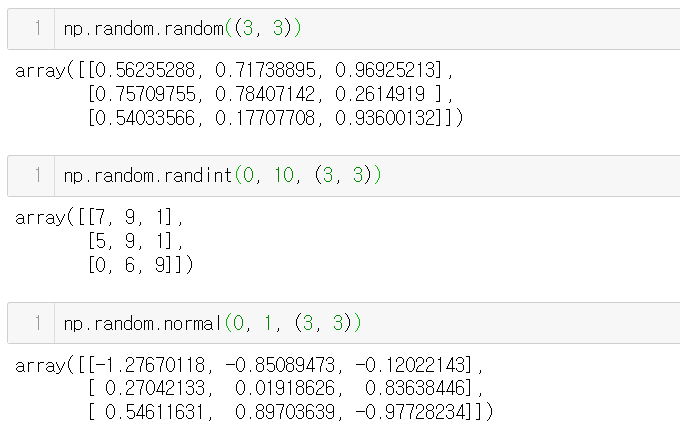 1 np.random.random((3, 3))
array([[0.56235288, 0.71738895, 0.96925213],
       [0.75709755, 0.78407142, 0.2614919 ],
       [0.54033566, 0.17707708, 0.93600132]])
1 np.random.randint(0, 10, (3, 3))
array([[7, 9, 1],
       [5, 9, 1],
       [0, 6, 9]])
1 np.random.normal(0, 1, (3, 3))
array([[-1.27670118, -0.85089473, -0.12022143],
       [ 0.27042133,  0.01918626,  0.83638446],
       [ 0.54611631,  0.89703639, -0.97728234]])